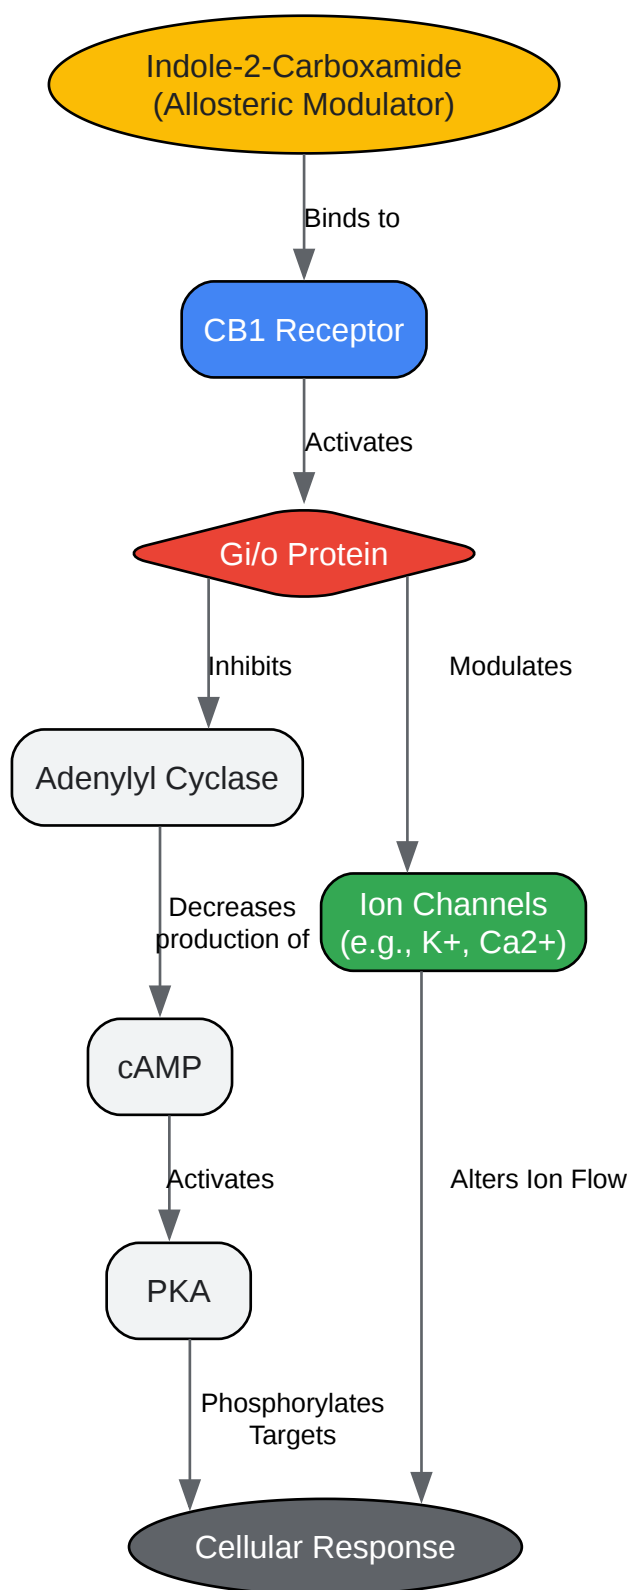 Indole-2-Carboxamide
(Allosteric Modulator)
Binds to
CB1 Receptor
Activates
Gi/o Protein
Inhibits
Modulates
Adenylyl Cyclase
Decreases
production of
Ion Channels
(e.g., K+, Ca2+)
cAMP
Activates
Alters Ion Flow
PKA
Phosphorylates
Targets
Cellular Response